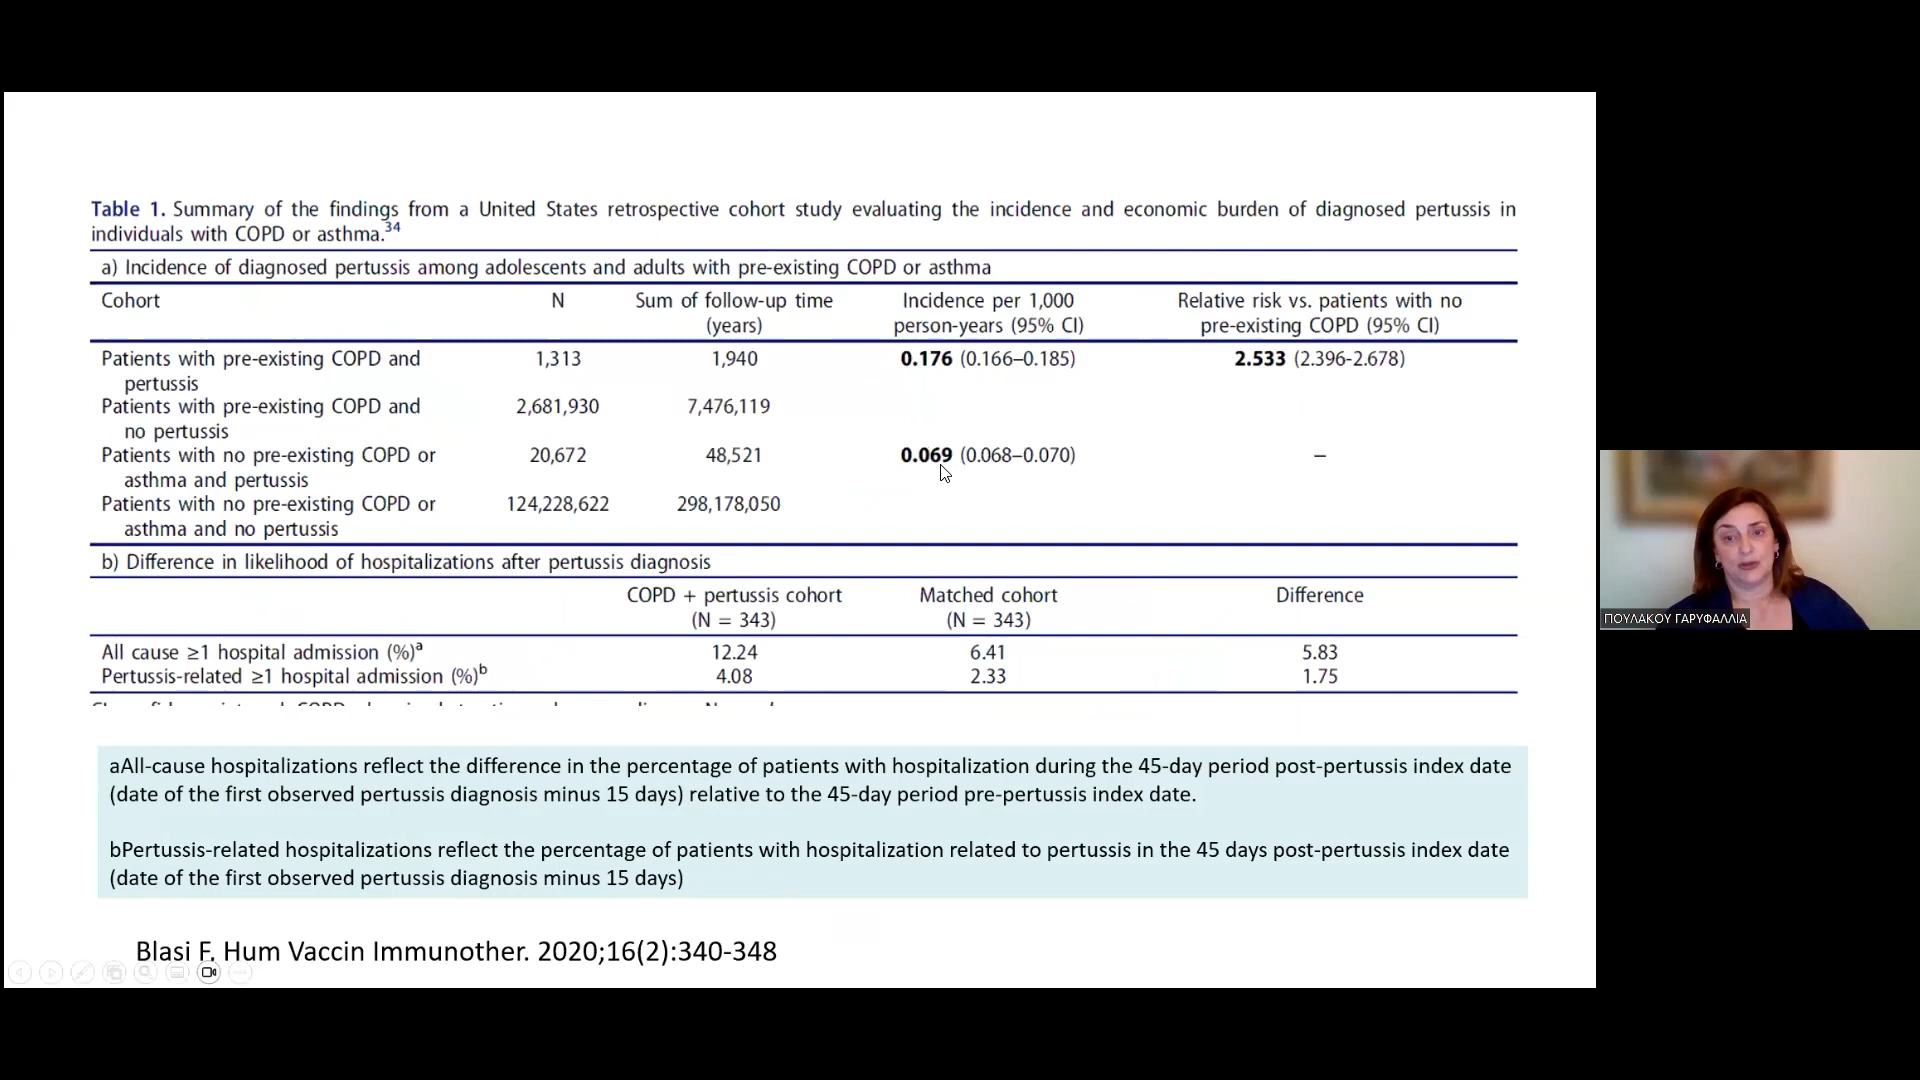 Table 1. Summary of the findings from a United States retrospective cohort study evaluating the incidence and economic burden of diagnosed pertussis in
individuals with COPD or asthma.34
a) Incidence of diagnosed pertussis among adolescents and adults with pre-existing COPD or asthma
Cohort N Sum of follow-up time (years) Incidence per 1,000 person-years (95% CI) Relative risk vs. patients with no pre-existing COPD (95% CI)
Patients with pre-existing COPD and pertussis 1,313 1,940 0.176 (0.166–0.185) 2.533 (2.396-2.678)
Patients with pre-existing COPD and no pertussis 2,681,930 7,476,119
Patients with no pre-existing COPD or asthma and pertussis 20,672 48,521 0.069 (0.068–0.070) –
Patients with no pre-existing COPD or asthma and no pertussis 124,228,622 298,178,050
b) Difference in likelihood of hospitalizations after pertussis diagnosis
COPD + pertussis cohort (N = 343) Matched cohort (N = 343) Difference
All cause ≥1 hospital admission (%)a 12.24 6.41 5.83
Pertussis-related ≥1 hospital admission (%)b 4.08 2.33 1.75
aAll-cause hospitalizations reflect the difference in the percentage of patients with hospitalization during the 45-day period post-pertussis index date
(date of the first observed pertussis diagnosis minus 15 days) relative to the 45-day period pre-pertussis index date.
bPertussis-related hospitalizations reflect the percentage of patients with hospitalization related to pertussis in the 45 days post-pertussis index date
(date of the first observed pertussis diagnosis minus 15 days)
Blasi F. Hum Vaccin Immunother. 2020;16(2):340-348
ΠΟΥΛΑΚΟΥ ΓΑΡΥΦΑΛΛΙΑ